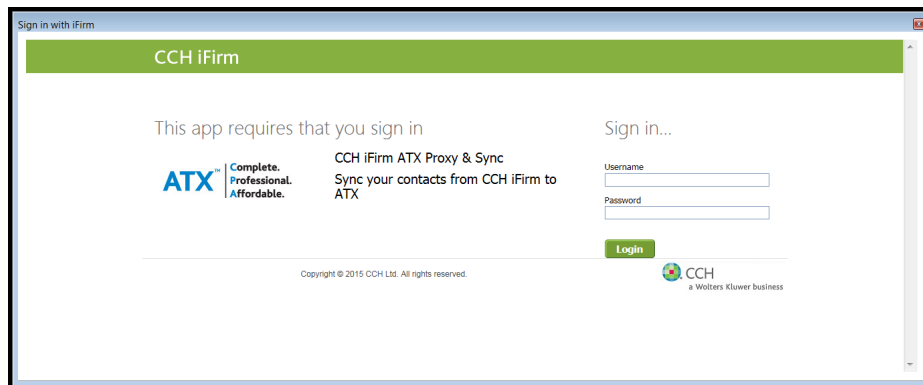 Sign in with iFirm
CCH iFirm
This app requires that you sign in
ATX™
Complete.
Professional.
Affordable.
CCH iFirm ATX Proxy & Sync
Sync your contacts from CCH iFirm to
ATX
Sign in...
Username
Password
Login
Copyright © 2015 CCH Ltd. All rights reserved.
CCH
a Wolters Kluwer business